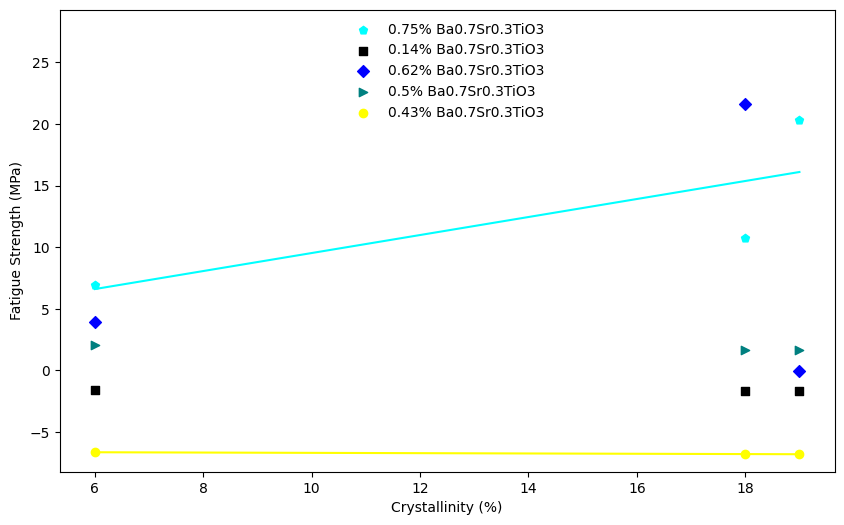 0.75% Ba0.7Sr0.3TiO3
0.14% Ba0.7Sr0.3TiO3
0.62% Ba0.7Sr0.3TiO3
0.5% Ba0.7Sr0.3TiO3
0.43% Ba0.7Sr0.3TiO3
Fatigue Strength (MPa)
25
20
15
10
5
0
−5
6 8 10 12 14 16 18
Crystallinity (%)